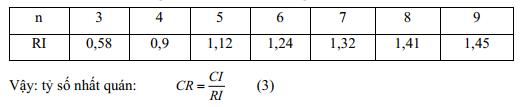 n 3 4 5 6 7 8 9
RI 0,58 0,9 1,12 1,24 1,32 1,41 1,45
Vậy: tỷ số nhất quán: CR = CI/RI (3)